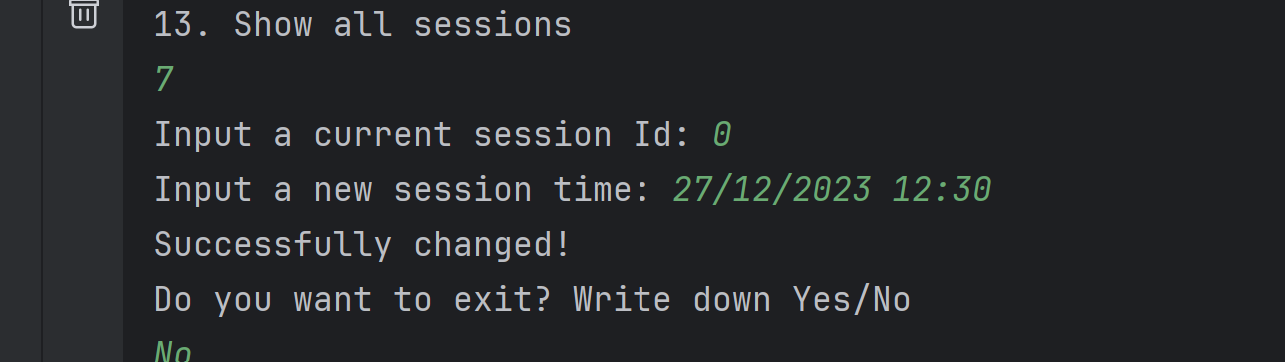 13. Show all sessions
7
Input a current session Id: 0
Input a new session time: 27/12/2023 12:30
Successfully changed!
Do you want to exit? Write down Yes/No
No